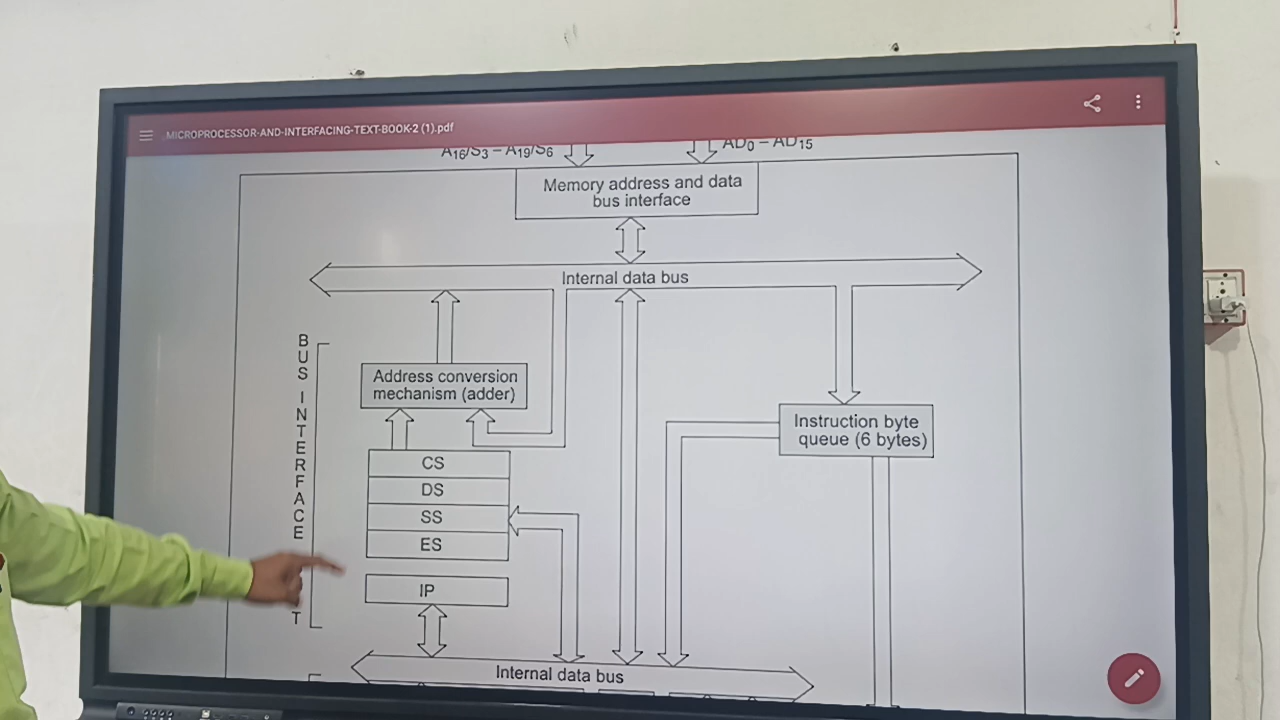 MICROPROCESSOR-AND-INTERFACING-TEXT-BOOK-2 (1).pdf
A16/S3 – A19/S6
AD0 – AD15
Memory address and data
bus interface
Internal data bus
B
U
S
I
N
T
E
R
F
A
C
E
T
Address conversion
mechanism (adder)
Instruction byte
queue (6 bytes)
CS
DS
SS
ES
IP
Internal data bus